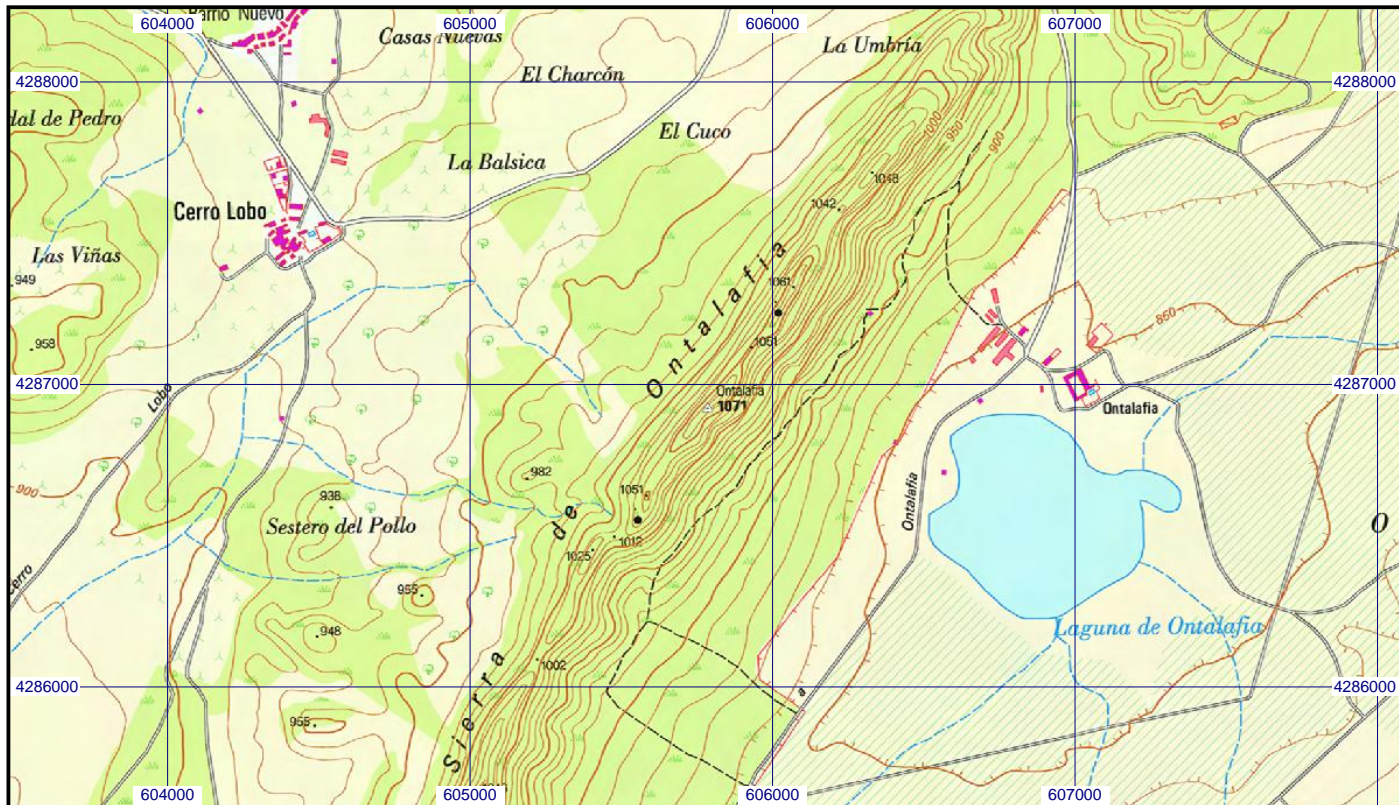 604000 605000 606000 607000
Barrio Nuevo
Casas Nuevas
La Umbría
El Charcón
4288000 4288000
1000
950
900
dal de Pedro
El Cuco
La Balsica
1048
Cerro Lobo
1042
Las Viñas
949
1061
850
958
1051
4287000 4287000
Lobo
Ontalafia
1071
Ontalafia
982
900
938
1051
Sestero del Pollo
Ontalafia
O
1012
1025
Cerro
955
948
Laguna de Ontalafia
1002
Sierra de Ontalafia
4286000 4286000
a
955
604000 605000 606000 607000